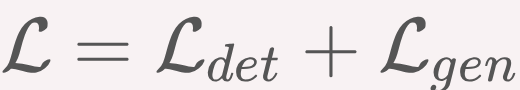 ℒ = ℒ_det + ℒ_gen